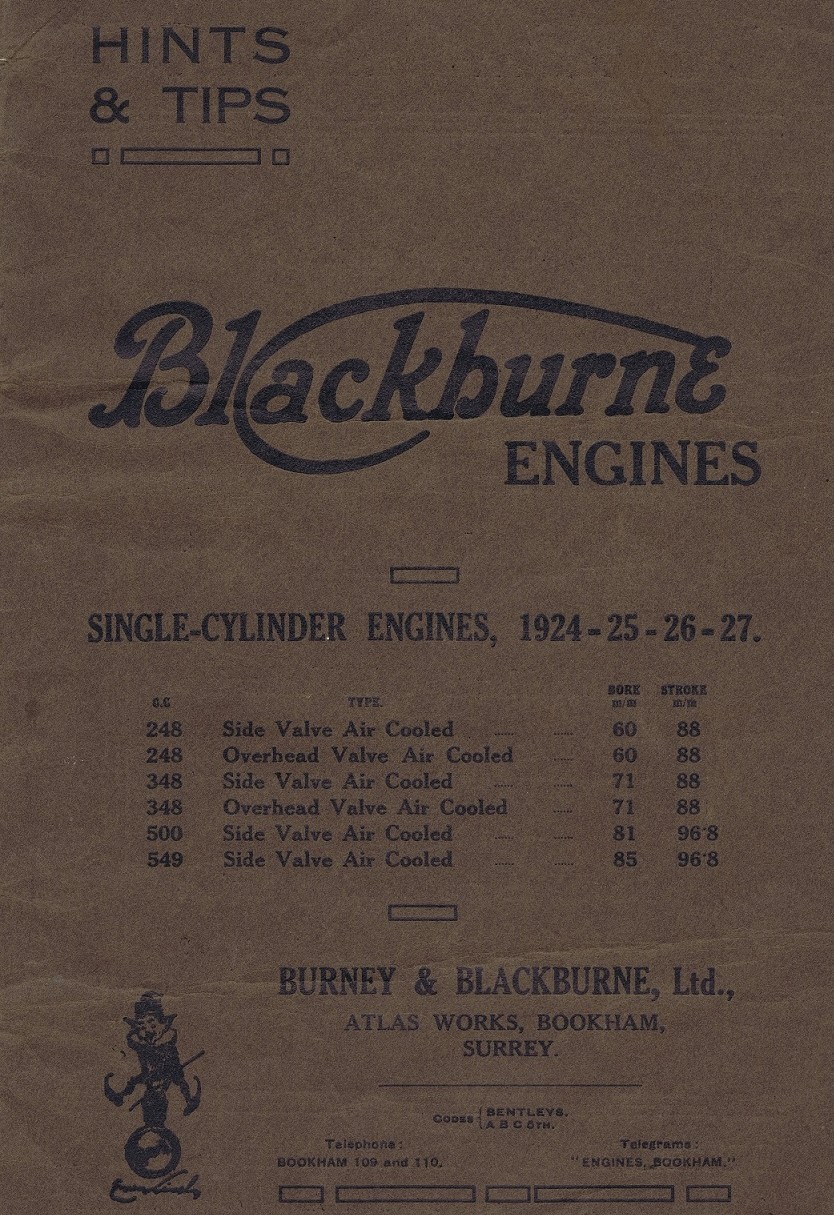 HINTS
& TIPS
Blackburne
ENGINES
SINGLE-CYLINDER ENGINES, 1924-25-26-27.
C.C TYPE. BORE m/m STROKE m/m
248 Side Valve Air Cooled ..... ..... 60 88
248 Overhead Valve Air Cooled ..... 60 88
348 Side Valve Air Cooled ..... ..... 71 88
348 Overhead Valve Air Cooled ..... 71 88
500 Side Valve Air Cooled ..... ..... 81 96·8
549 Side Valve Air Cooled ..... ..... 85 96·8
BURNEY & BLACKBURNE, Ltd.,
ATLAS WORKS, BOOKHAM,
SURREY.
CODES { BENTLEYS.
A B C 5TH.
Telephone: Telegrams:
BOOKHAM 109 and 110. "ENGINES, BOOKHAM."